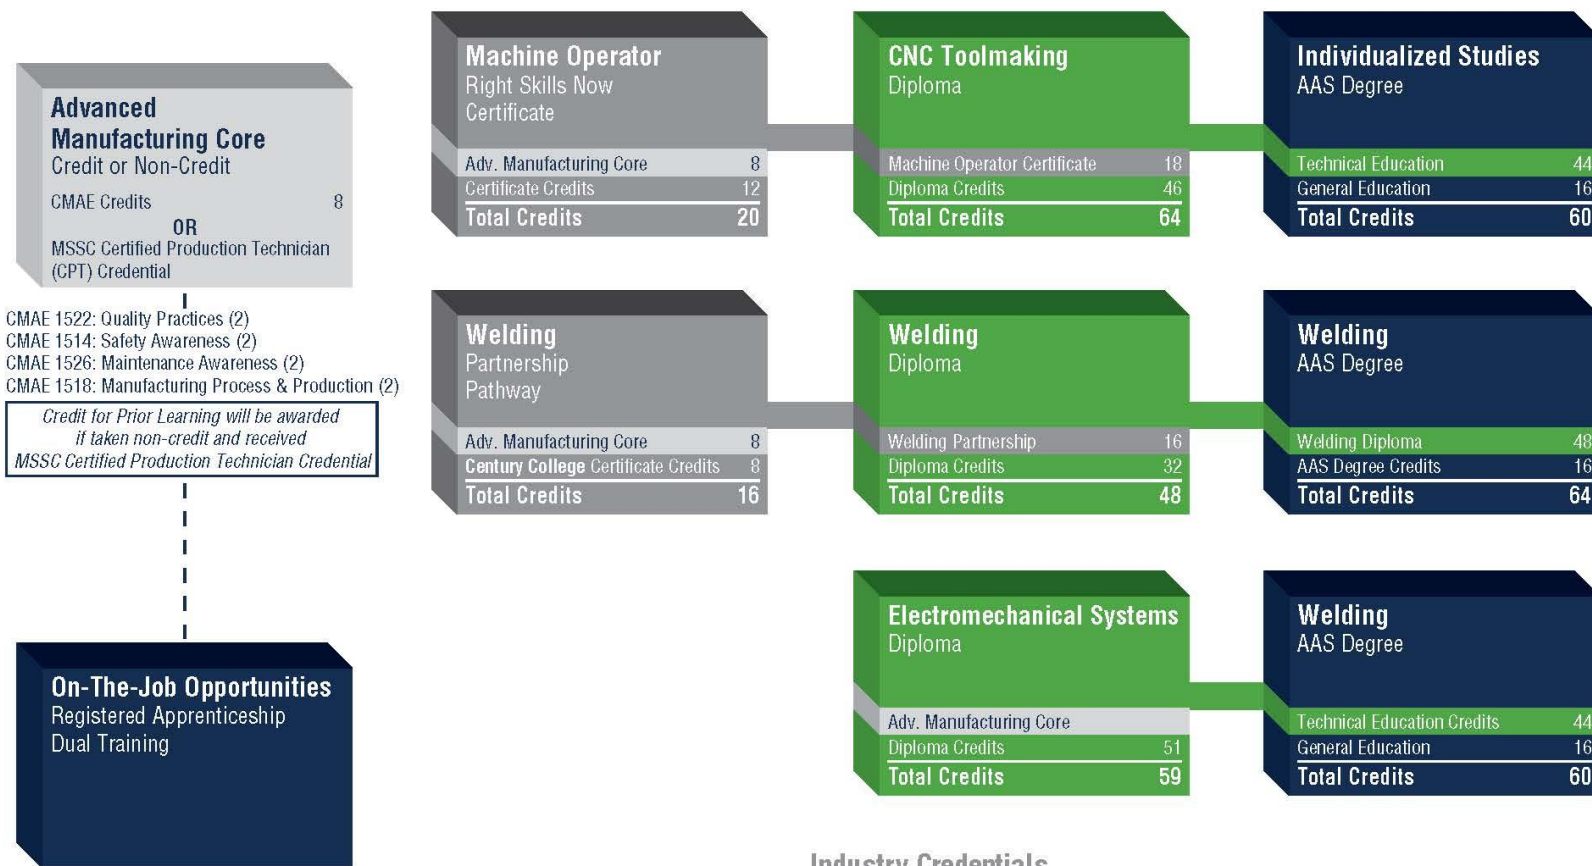 Advanced
Manufacturing Core
Credit or Non-Credit
CMAE Credits 8
OR
MSSC Certified Production Technician
(CPT) Credential
CMAE 1522: Quality Practices (2)
CMAE 1514: Safety Awareness (2)
CMAE 1526: Maintenance Awareness (2)
CMAE 1518: Manufacturing Process & Production (2)
Credit for Prior Learning will be awarded
if taken non-credit and received
MSSC Certified Production Technician Credential
On-The-Job Opportunities
Registered Apprenticeship
Dual Training
Machine Operator
Right Skills Now
Certificate
Adv. Manufacturing Core 8
Certificate Credits 12
Total Credits 20
CNC Toolmaking
Diploma
Machine Operator Certificate 18
Diploma Credits 46
Total Credits 64
Individualized Studies
AAS Degree
Technical Education 44
General Education 16
Total Credits 60
Welding
Partnership
Pathway
Adv. Manufacturing Core 8
Century College Certificate Credits 8
Total Credits 16
Welding
Diploma
Welding Partnership 16
Diploma Credits 32
Total Credits 48
Welding
AAS Degree
Welding Diploma 48
AAS Degree Credits 16
Total Credits 64
Electromechanical Systems
Diploma
Adv. Manufacturing Core
Diploma Credits 51
Total Credits 59
Welding
AAS Degree
Technical Education Credits 44
General Education 16
Total Credits 60
Industry Credentials